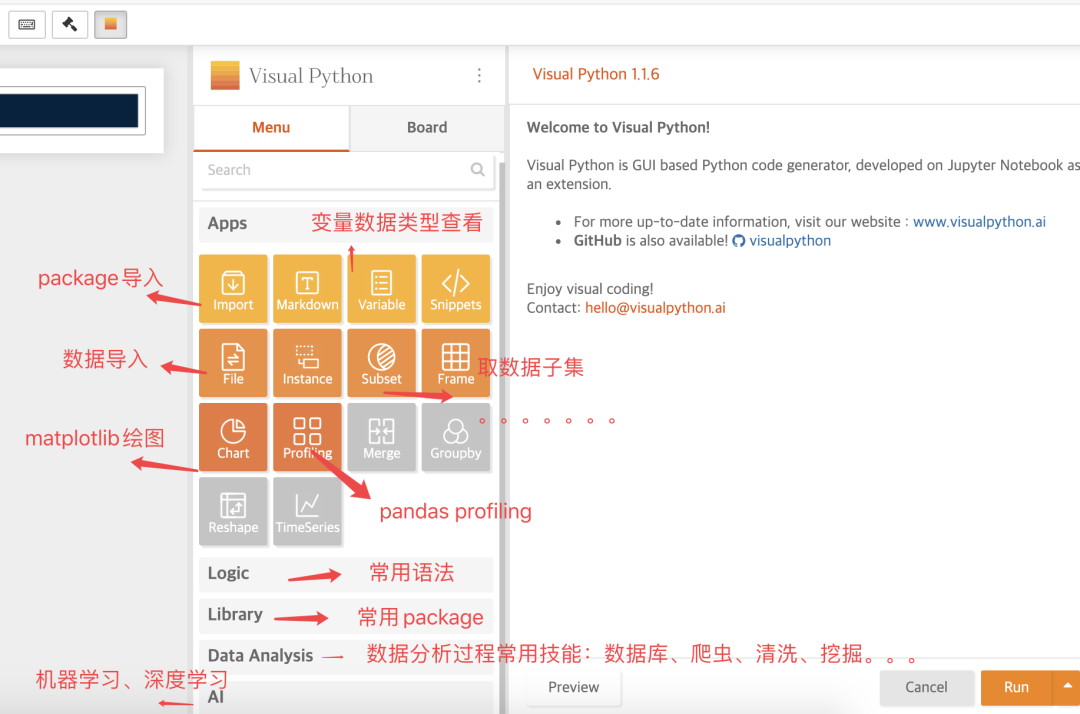 Visual Python
Visual Python 1.1.6
Menu
Board
Welcome to Visual Python!
Search
Visual Python is GUI based Python code generator, developed on Jupyter Notebook as
an extension.
Apps
变量数据类型查看
For more up-to-date information, visit our website : www.visualpython.ai
GitHub is also available! visualpython
package导入
Import
Markdown
Variable
Snippets
Enjoy visual coding!
Contact: hello@visualpython.ai
数据导入
File
Instance
Subset
Frame
取数据子集
。。。。。。。
matplotlib绘图
Chart
Profiling
Merge
Groupby
pandas profiling
Reshape
TimeSeries
Logic
常用语法
Library
常用package
Data Analysis
数据分析过程常用技能：数据库、爬虫、清洗、挖掘。。。
机器学习、深度学习
AI
Preview
Cancel
Run